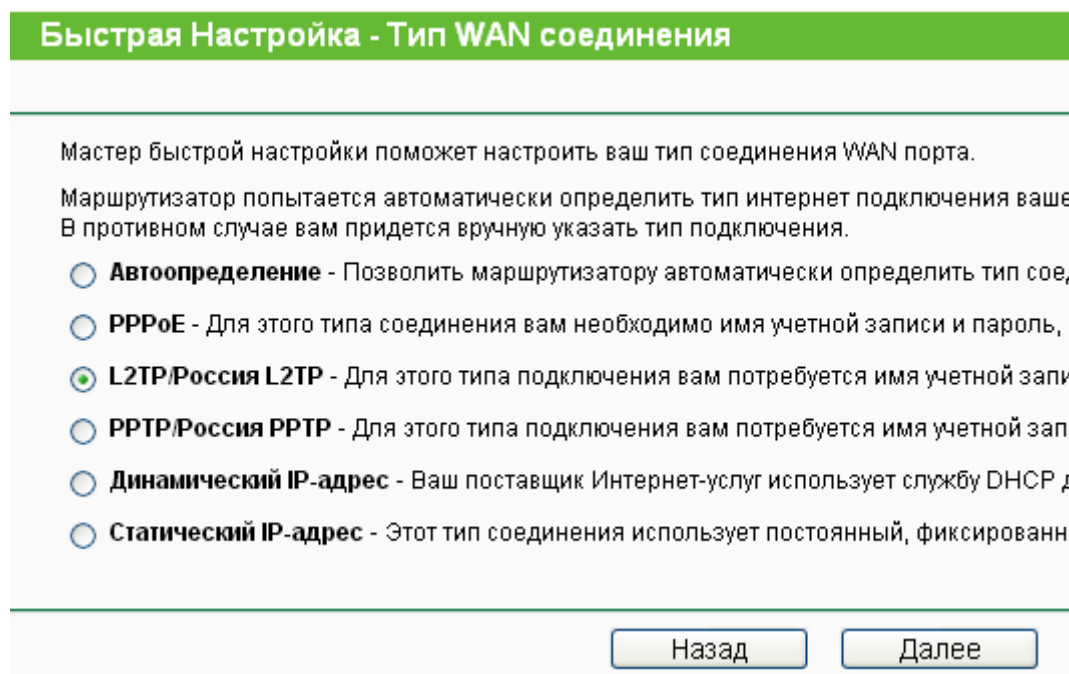 Быстрая Настройка - Тип WAN соединения
Мастер быстрой настройки поможет настроить ваш тип соединения WAN порта.
Маршрутизатор попытается автоматически определить тип интернет подключения ваше
В противном случае вам придется вручную указать тип подключения.
Автоопределение - Позволить маршрутизатору автоматически определить тип сое
PPPoE - Для этого типа соединения вам необходимо имя учетной записи и пароль,
L2TP/Россия L2TP - Для этого типа подключения вам потребуется имя учетной запи
PPTP/Россия PPTP - Для этого типа подключения вам потребуется имя учетной зап
Динамический IP-адрес - Ваш поставщик Интернет-услуг использует службу DHCP
Статический IP-адрес - Этот тип соединения использует постоянный, фиксированн
Назад Далее